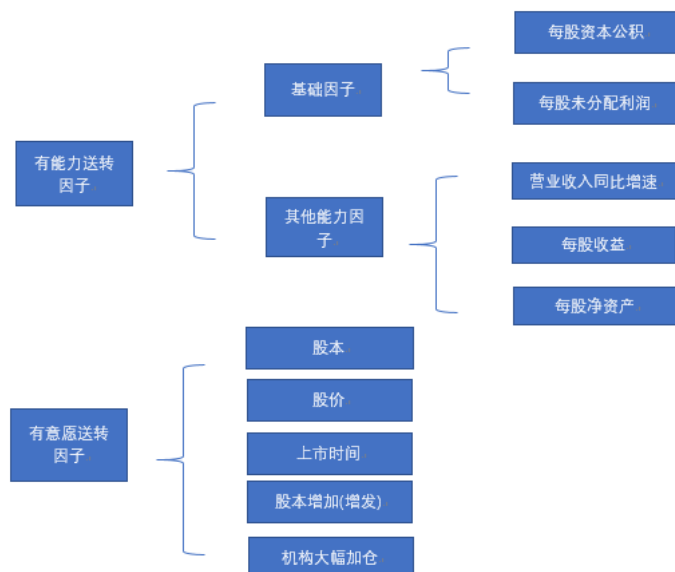 有能力送转
因子
基础因子
每股资本公积
每股未分配利润
其他能力因
子
营业收入同比增速
每股收益
每股净资产
有意愿送转
因子
股本
股价
上市时间
股本增加(增发)
机构大幅加仓